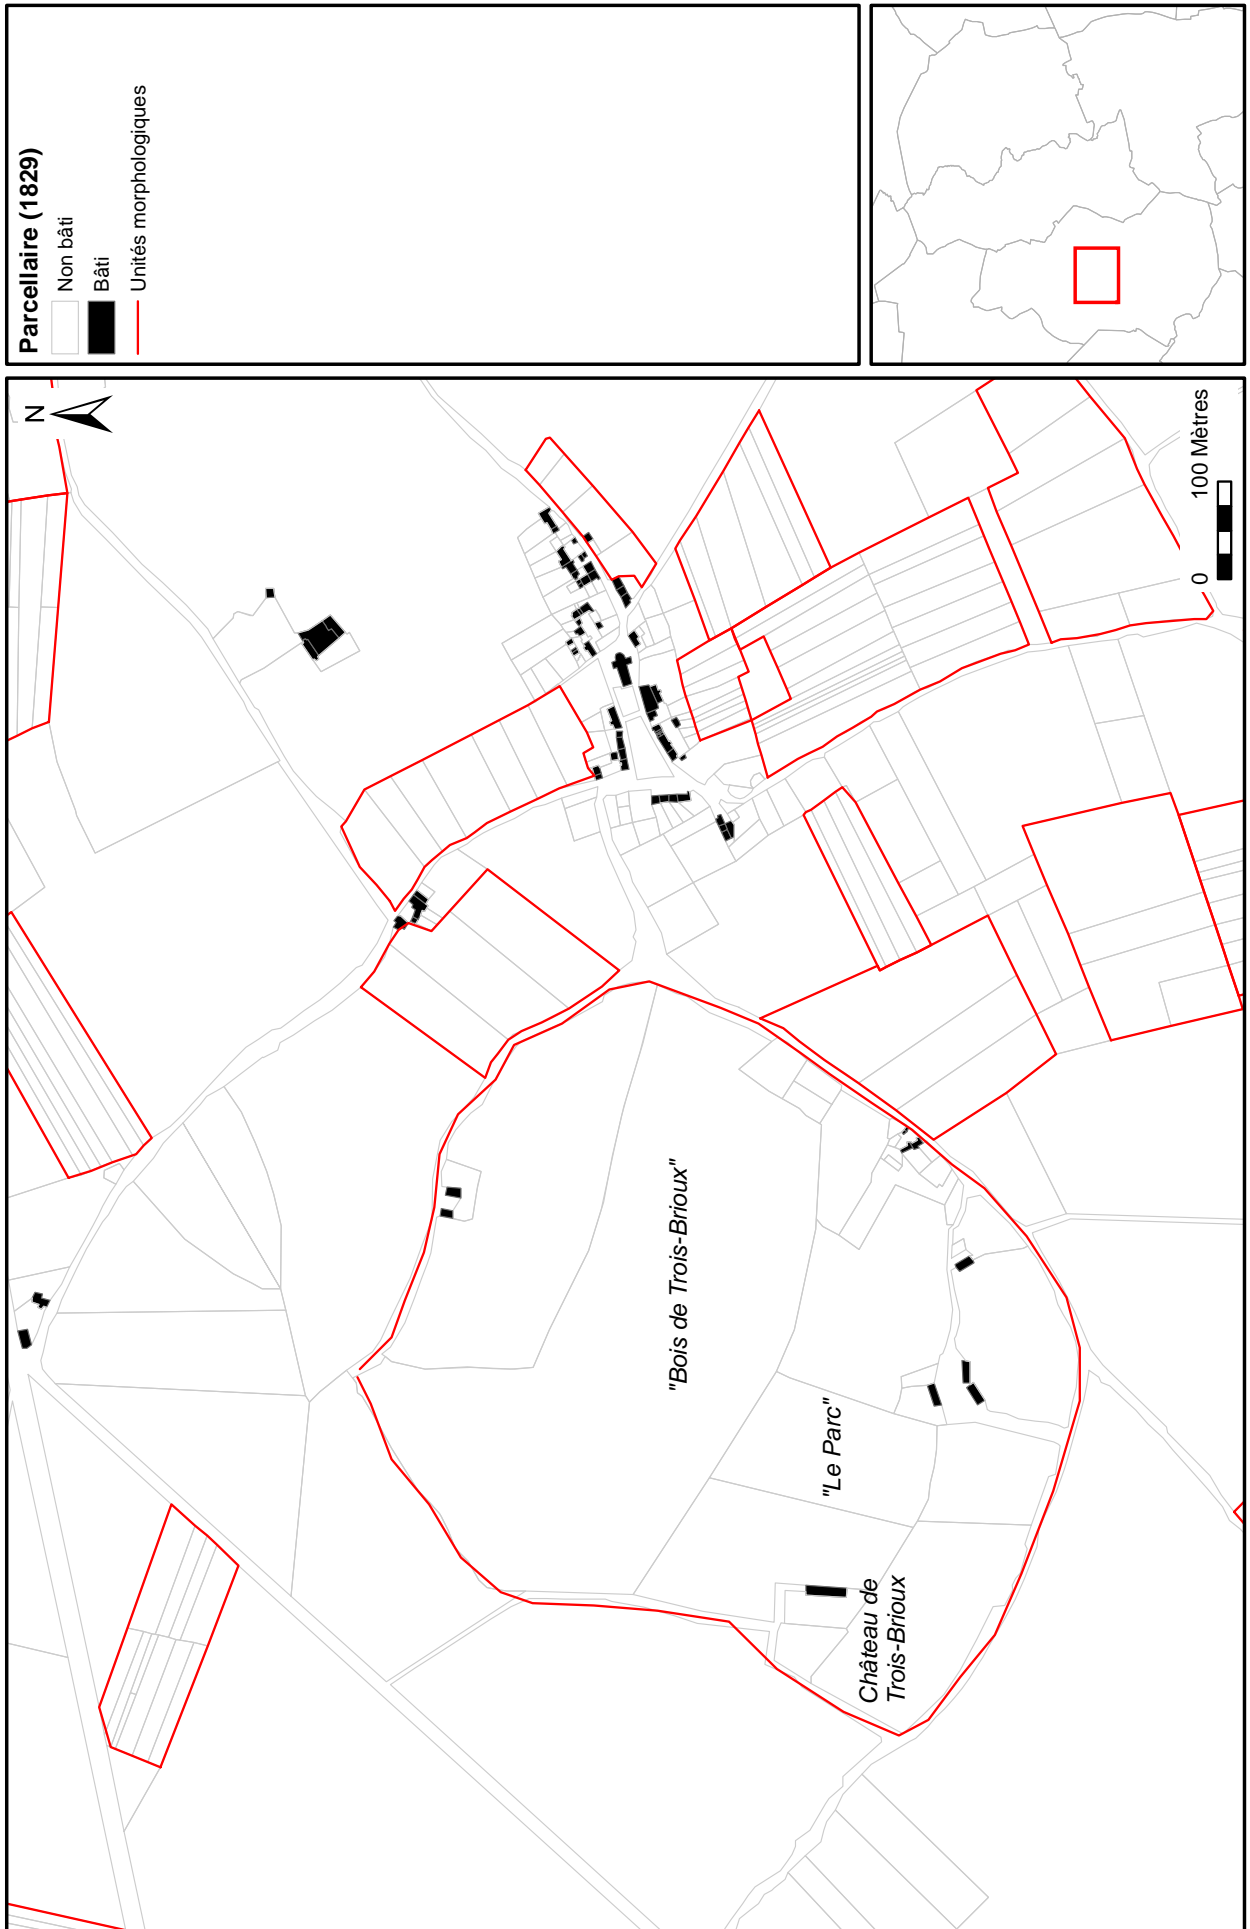 Parcellaire (1829)
Non bâti
Bâti
Unités morphologiques
N
"Bois de Trois-Brioux"
"Le Parc"
Château de
Trois-Brioux
0 100 Mètres